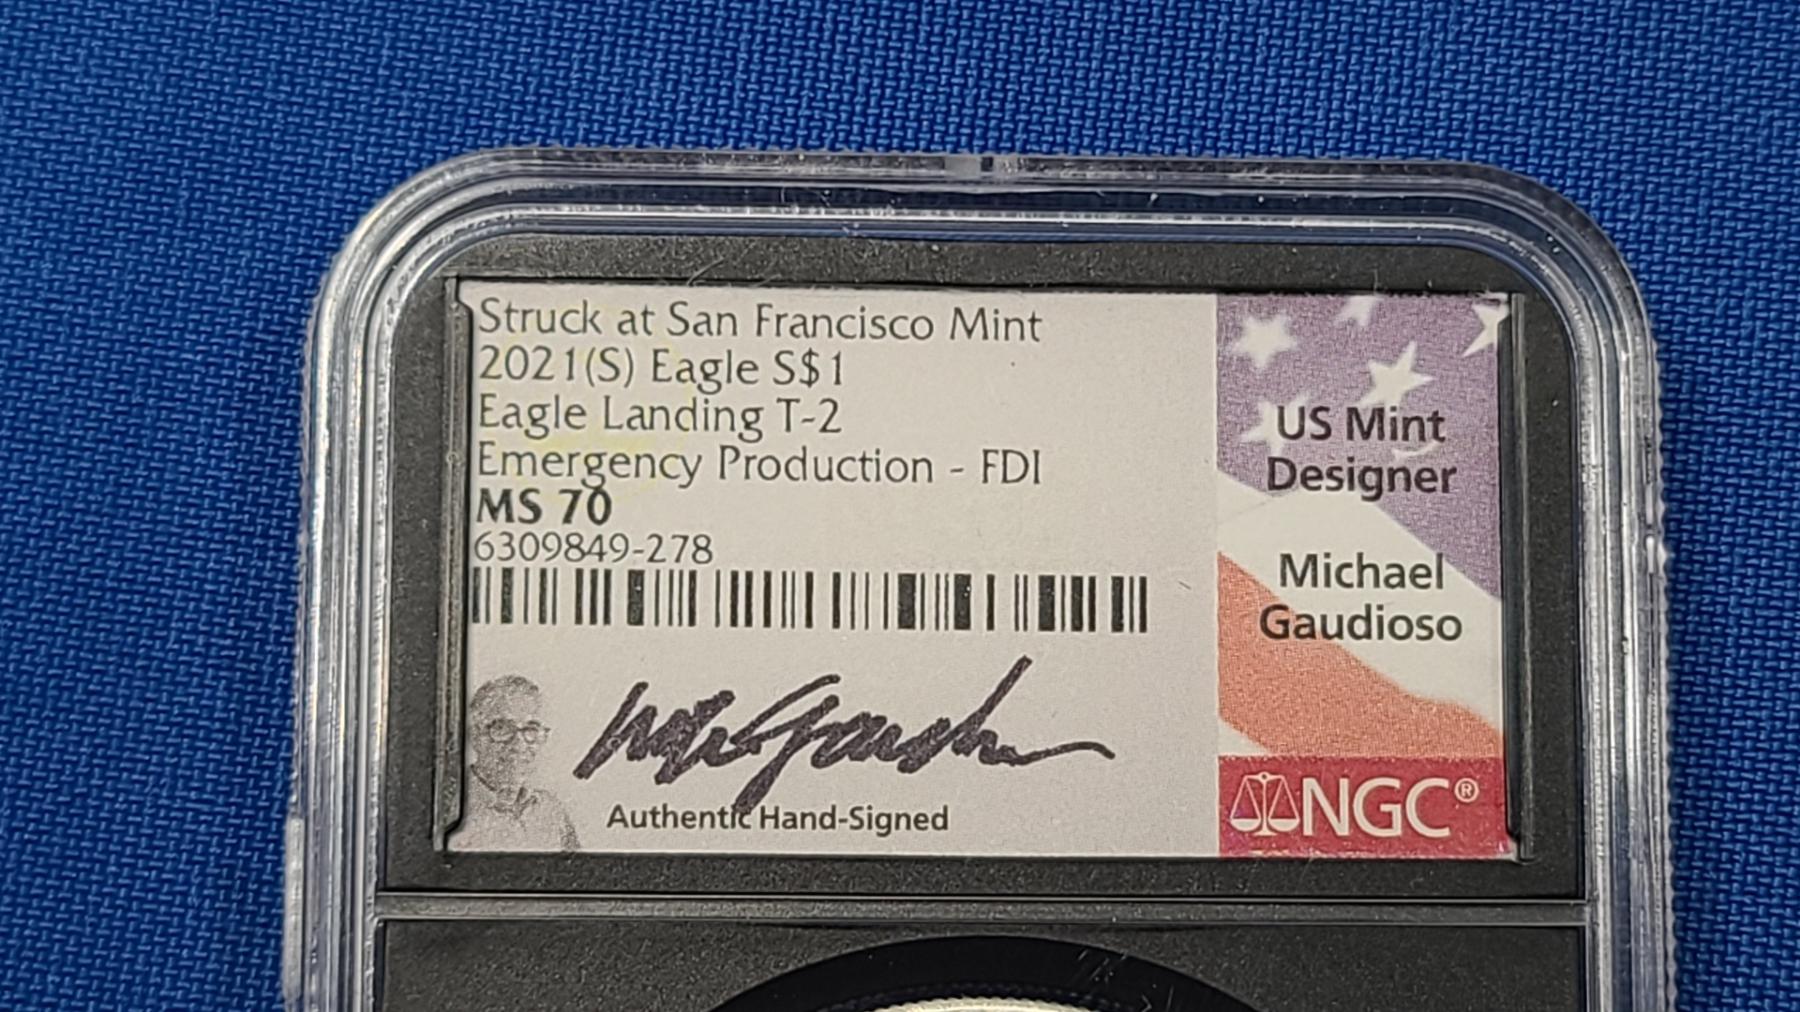 Struck at San Francisco Mint
2021(S) Eagle S$1
Eagle Landing T-2
Emergency Production - FDI
MS 70
6309849-278
Authentic Hand-Signed
US Mint
Designer
Michael
Gaudioso
NGC®